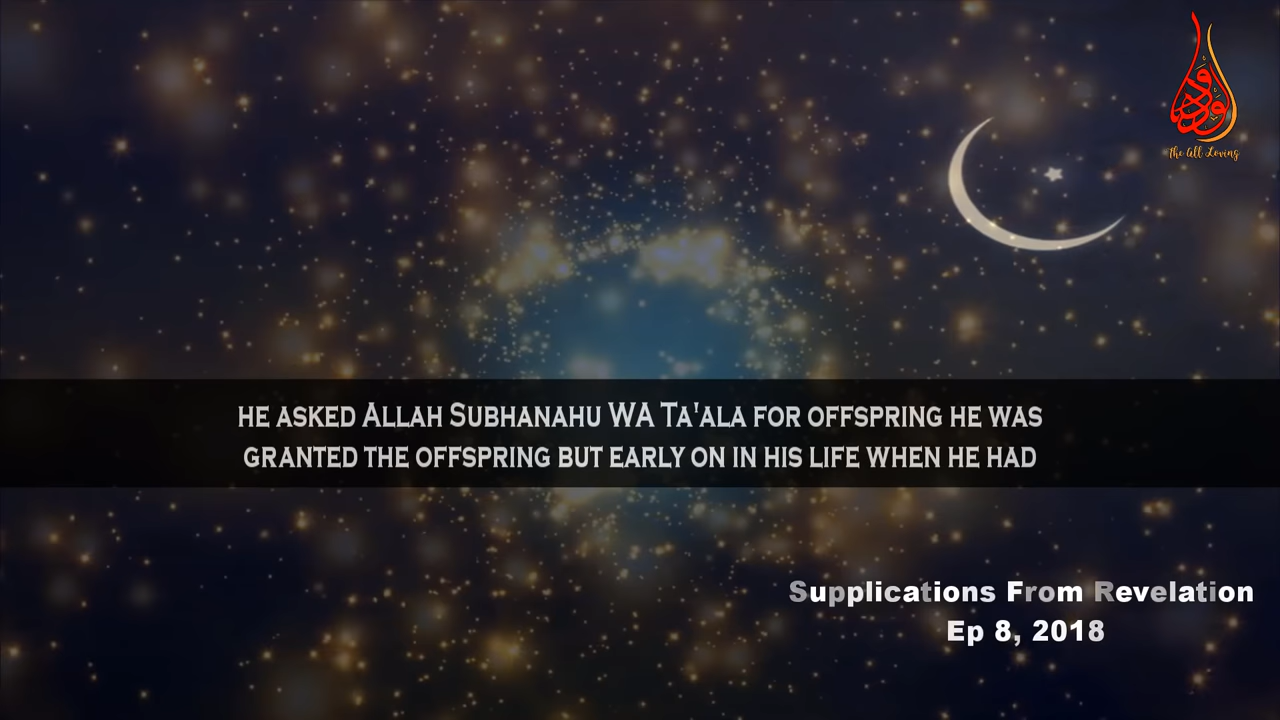 الودود
The All Loving
HE ASKED ALLAH SUBHANAHU WA TA'ALA FOR OFFSPRING HE WAS
GRANTED THE OFFSPRING BUT EARLY ON IN HIS LIFE WHEN HE HAD
Supplications From Revelation
Ep 8, 2018